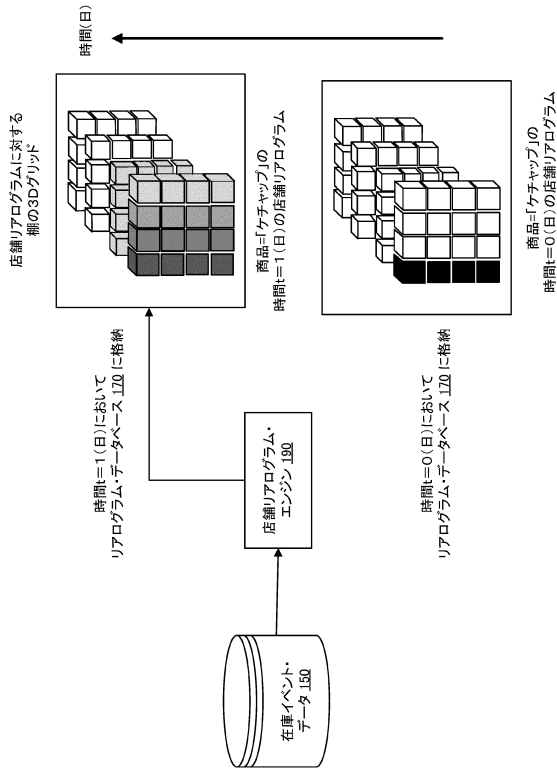 店舗リアログラムに対する
棚の3Dグリッド
時間(日)
商品=「ケチャップ」の
時間t=1(日)の店舗リアログラム
商品=「ケチャップ」の
時間t=0(日)の店舗リアログラム
時間t=1(日)において
リアログラム・データベース 170 に格納
時間t=0(日)において
リアログラム・データベース 170 に格納
店舗リアログラム・
エンジン 190
在庫イベント・
データ 150